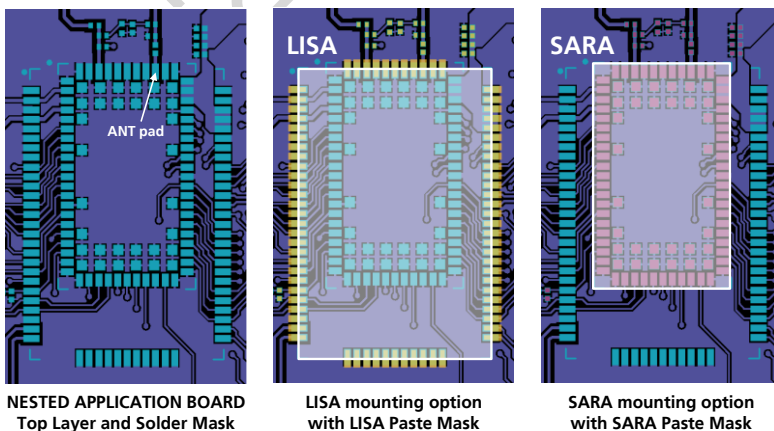 LISA
SARA
ANT pad
NESTED APPLICATION BOARD
Top Layer and Solder Mask
LISA mounting option
with LISA Paste Mask
SARA mounting option
with SARA Paste Mask